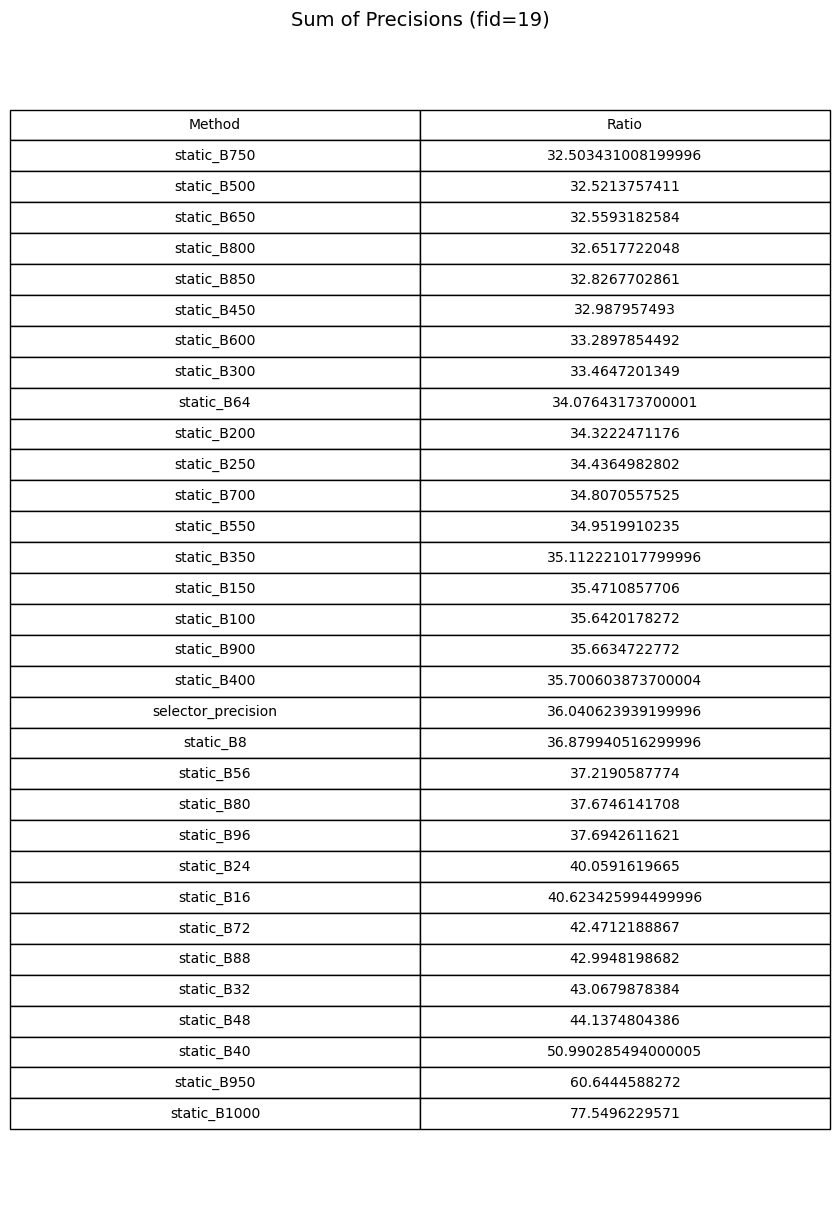 Sum of Precisions (fid=19)
Method Ratio
static_B750 32.503431008199996
static_B500 32.5213757411
static_B650 32.5593182584
static_B800 32.6517722048
static_B850 32.8267702861
static_B450 32.987957493
static_B600 33.2897854492
static_B300 33.4647201349
static_B64 34.07643173700001
static_B200 34.3222471176
static_B250 34.4364982802
static_B700 34.8070557525
static_B550 34.9519910235
static_B350 35.112221017799996
static_B150 35.4710857706
static_B100 35.6420178272
static_B900 35.6634722772
static_B400 35.700603873700004
selector_precision 36.040623939199996
static_B8 36.879940516299996
static_B56 37.2190587774
static_B80 37.6746141708
static_B96 37.6942611621
static_B24 40.0591619665
static_B16 40.623425994499996
static_B72 42.4712188867
static_B88 42.9948198682
static_B32 43.0679878384
static_B48 44.1374804386
static_B40 50.990285494000005
static_B950 60.6444588272
static_B1000 77.5496229571